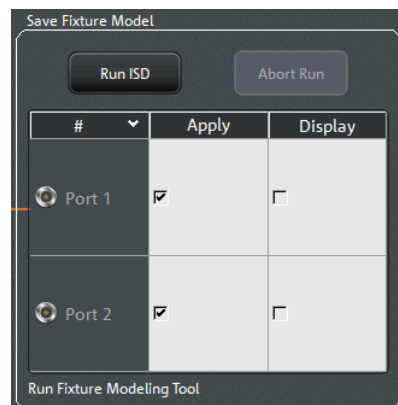 Save Fixture Model
Run ISD
Abort Run
# Apply Display
Port 1
Port 2
Run Fixture Modeling Tool